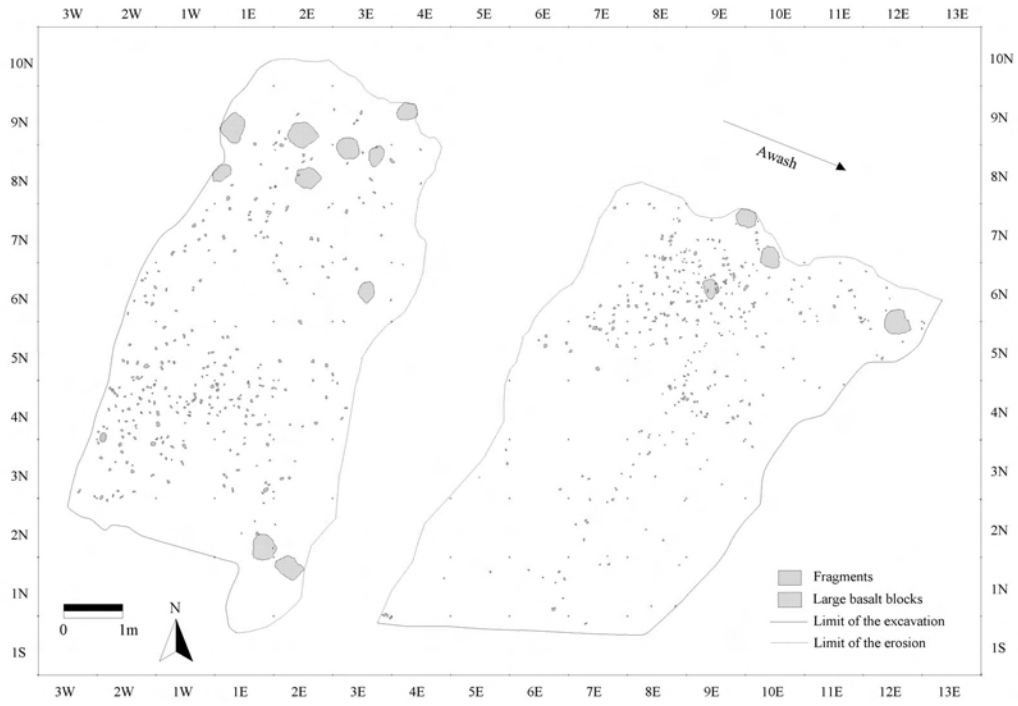 3W 2W 1W 1E 2E 3E 4E 5E 6E 7E 8E 9E 10E 11E 12E 13E
10N 10N
9N 9N
Awash
8N 8N
7N 7N
6N 6N
5N 5N
4N 4N
3N 3N
2N 2N
Fragments
1N Large basalt blocks 1N
N Limit of the excavation
0 1m Limit of the erosion
1S 1S
3W 2W 1W 1E 2E 3E 4E 5E 6E 7E 8E 9E 10E 11E 12E 13E